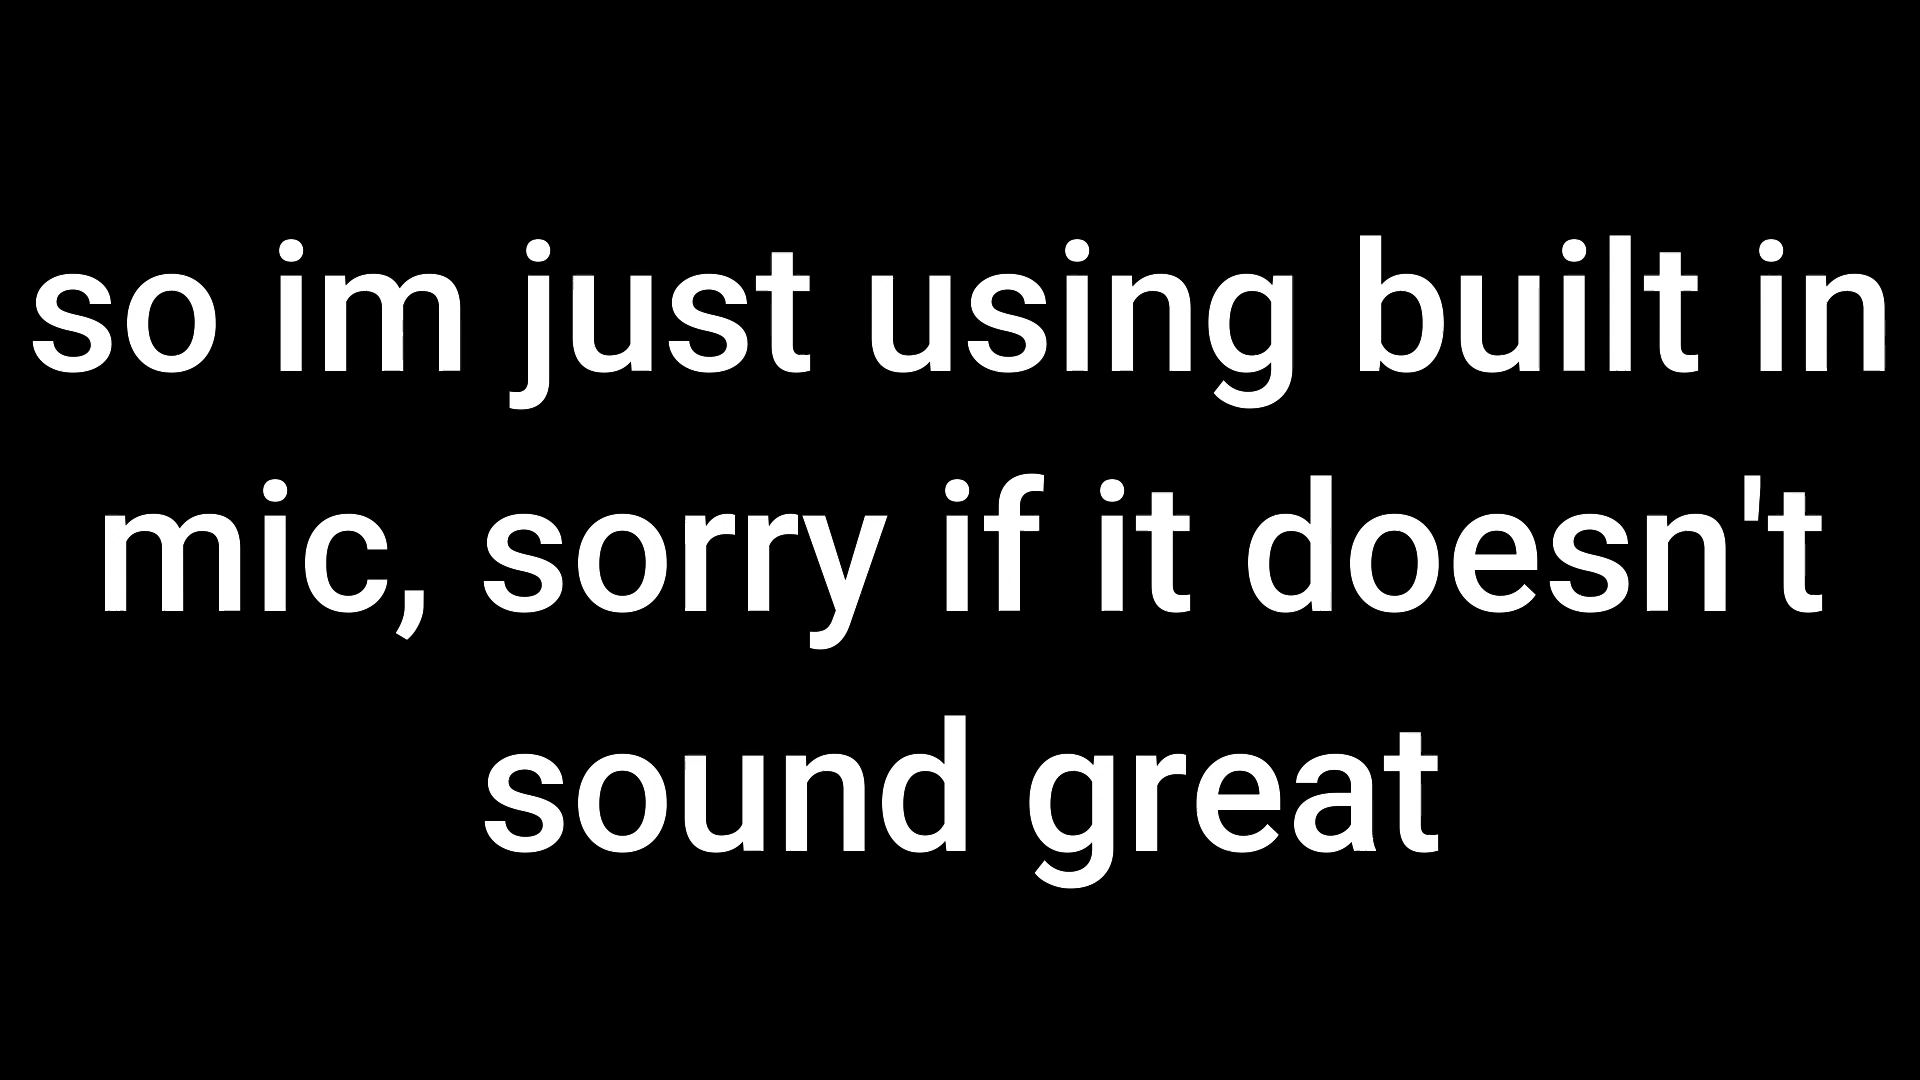 so im just using built in
mic, sorry if it doesn't
sound great